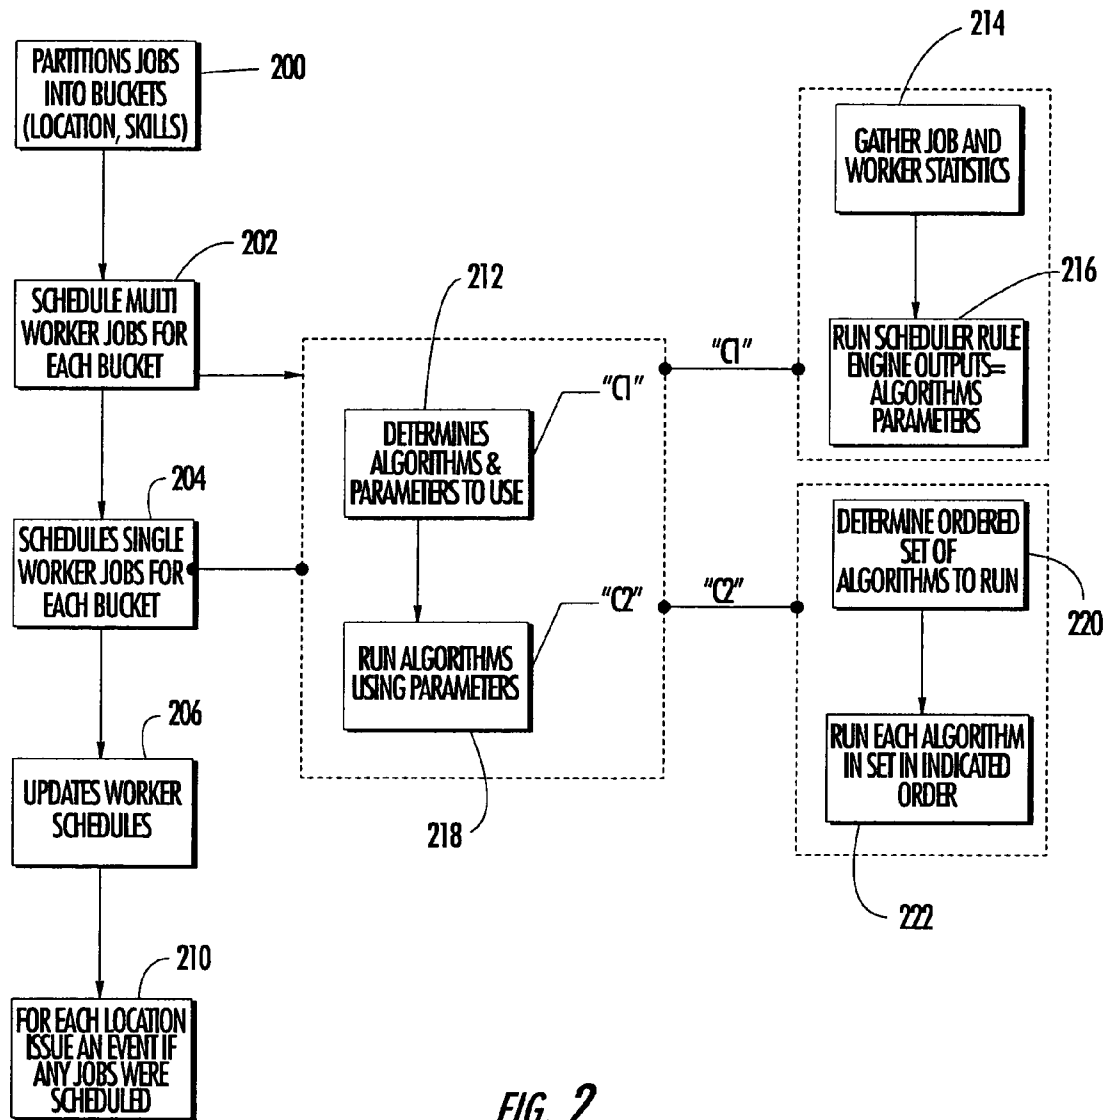 PARTITIONS JOBS
INTO BUCKETS
(LOCATION, SKILLS)
200
SCHEDULE MULTI
WORKER JOBS FOR
EACH BUCKET
202
SCHEDULES SINGLE
WORKER JOBS FOR
EACH BUCKET
204
UPDATES WORKER
SCHEDULES
206
FOR EACH LOCATION
ISSUE AN EVENT IF
ANY JOBS WERE
SCHEDULED
210
212
DETERMINES
ALGORITHMS &
PARAMETERS TO USE
"C1"
RUN ALGORITHMS
USING PARAMETERS
"C2"
218
"C1"
"C2"
214
GATHER JOB AND
WORKER STATISTICS
216
RUN SCHEDULER RULE
ENGINE OUTPUTS=
ALGORITHMS
PARAMETERS
DETERMINE ORDERED
SET OF
ALGORITHMS TO RUN
220
RUN EACH ALGORITHM
IN SET IN INDICATED
ORDER
222
FIG. 2